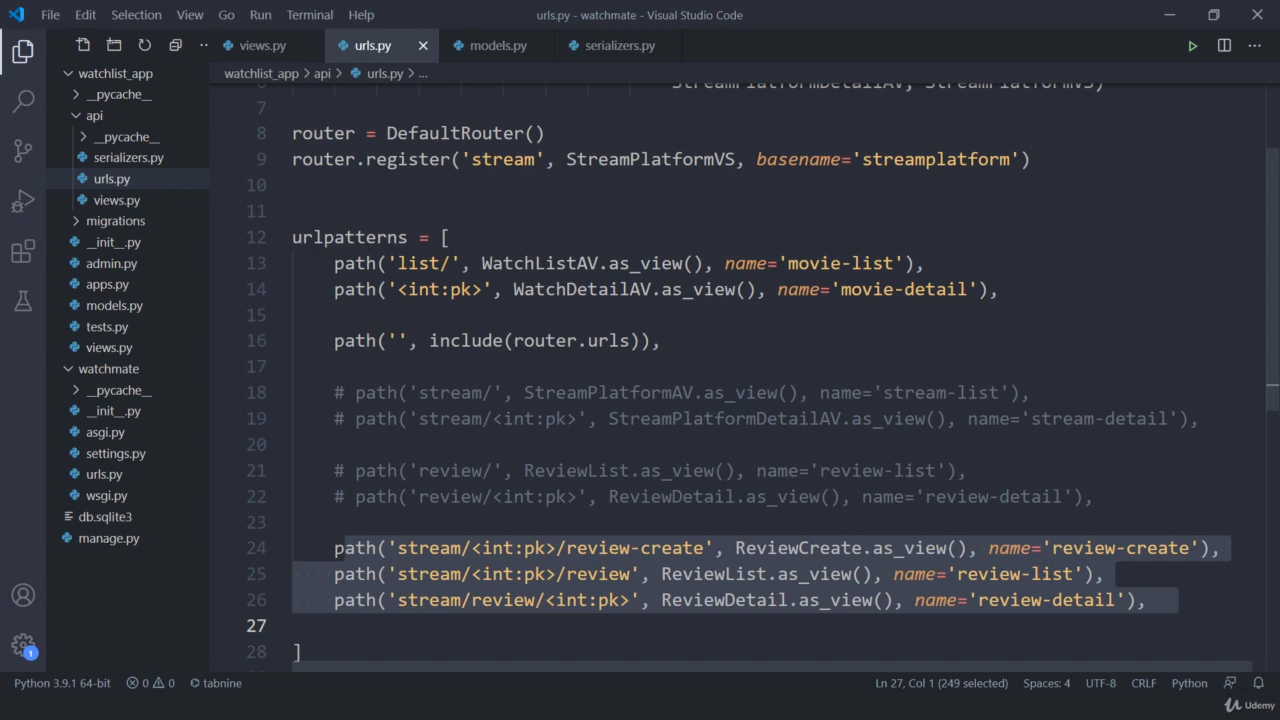 File Edit Selection View Go Run Terminal Help
urls.py - watchmate - Visual Studio Code
views.py urls.py models.py serializers.py
watchlist_app > api > urls.py > ...
watchlist_app
__pycache__
api
__pycache__
serializers.py
urls.py
views.py
migrations
__init__.py
admin.py
apps.py
models.py
tests.py
views.py
watchmate
__pycache__
__init__.py
asgi.py
settings.py
urls.py
wsgi.py
db.sqlite3
manage.py
6 StreamPlatformDetailAV, StreamPlatformVS)
7
8 router = DefaultRouter()
9 router.register('stream', StreamPlatformVS, basename='streamplatform')
10
11
12 urlpatterns = [
13 path('list/', WatchListAV.as_view(), name='movie-list'),
14 path('<int:pk>', WatchDetailAV.as_view(), name='movie-detail'),
15
16 path('', include(router.urls)),
17
18 # path('stream/', StreamPlatformAV.as_view(), name='stream-list'),
19 # path('stream/<int:pk>', StreamPlatformDetailAV.as_view(), name='stream-detail'),
20
21 # path('review/', ReviewList.as_view(), name='review-list'),
22 # path('review/<int:pk>', ReviewDetail.as_view(), name='review-detail'),
23
24 path('stream/<int:pk>/review-create', ReviewCreate.as_view(), name='review-create'),
25 path('stream/<int:pk>/review', ReviewList.as_view(), name='review-list'),
26 path('stream/review/<int:pk>', ReviewDetail.as_view(), name='review-detail'),
27
28 ]
1
Python 3.9.1 64-bit 0 0 tabnine Ln 27, Col 1 (249 selected) Spaces: 4 UTF-8 CRLF Python
Udemy